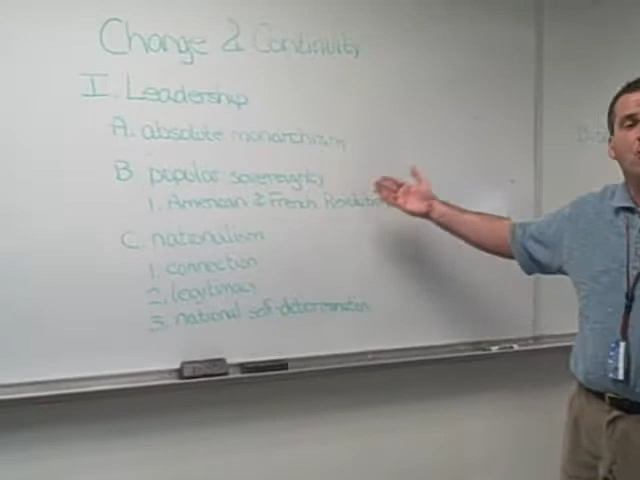 Change & Continuity
I. Leadership
A. absolute monarchism
B popular sovereignty
1. American & French Revolution
C. nationalism
1. connection
2. legitimacy
3. national self-determination